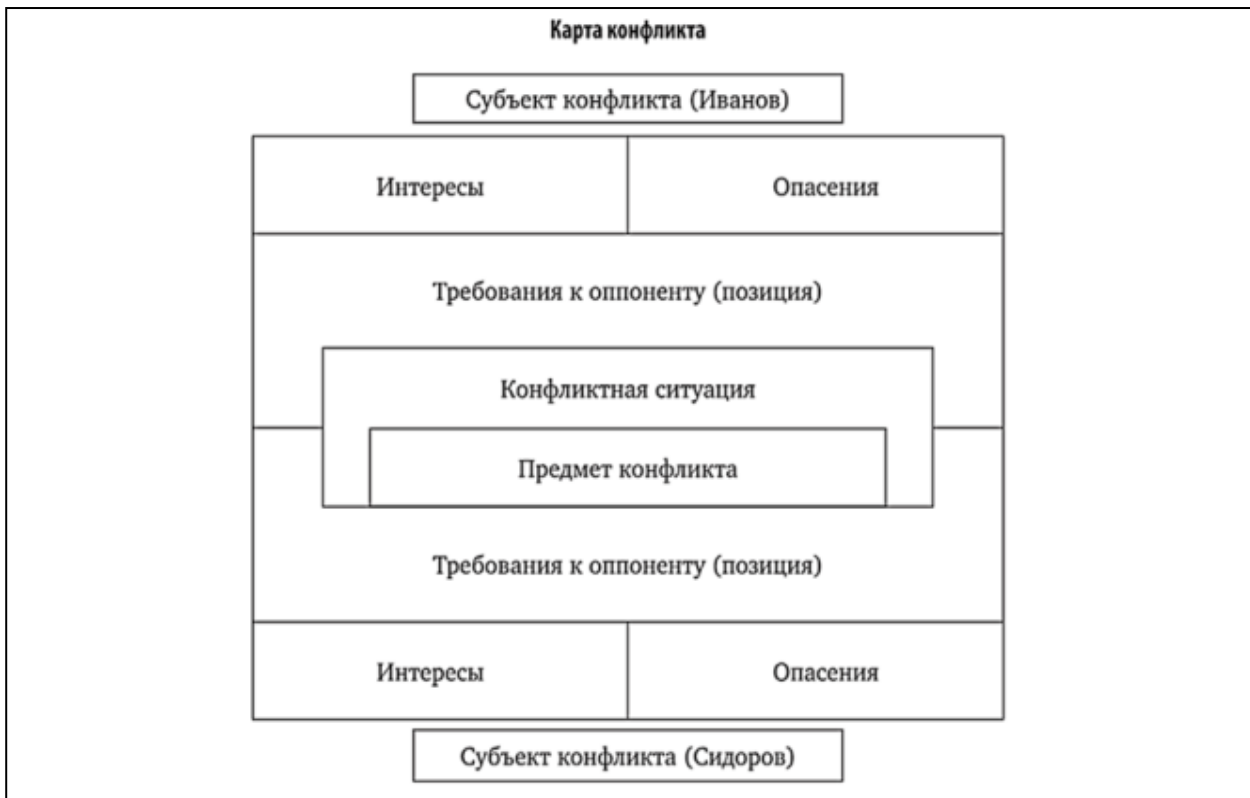 Карта конфликта
Субъект конфликта (Иванов)
Интересы
Опасения
Требования к оппоненту (позиция)
Конфликтная ситуация
Предмет конфликта
Требования к оппоненту (позиция)
Интересы
Опасения
Субъект конфликта (Сидоров)